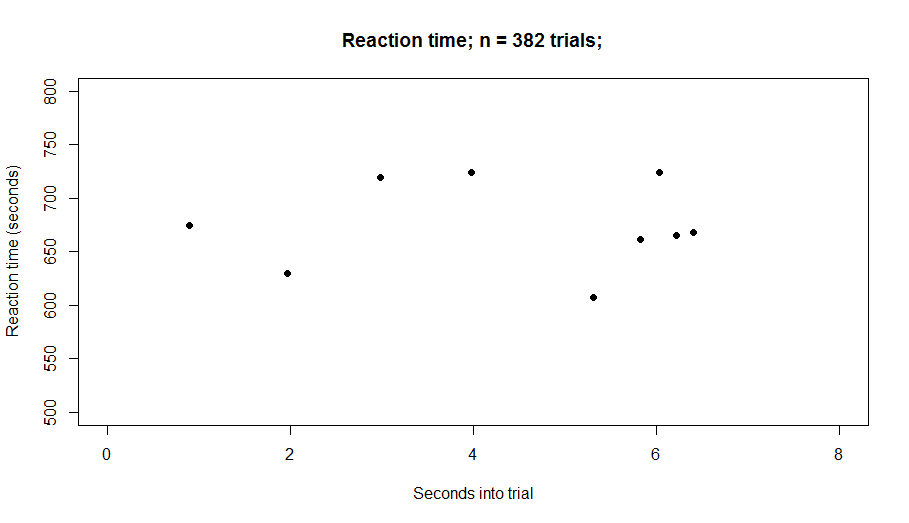 Reaction time; n = 382 trials;
Reaction time (seconds)
800
750
700
650
600
550
500
0 2 4 6 8
Seconds into trial